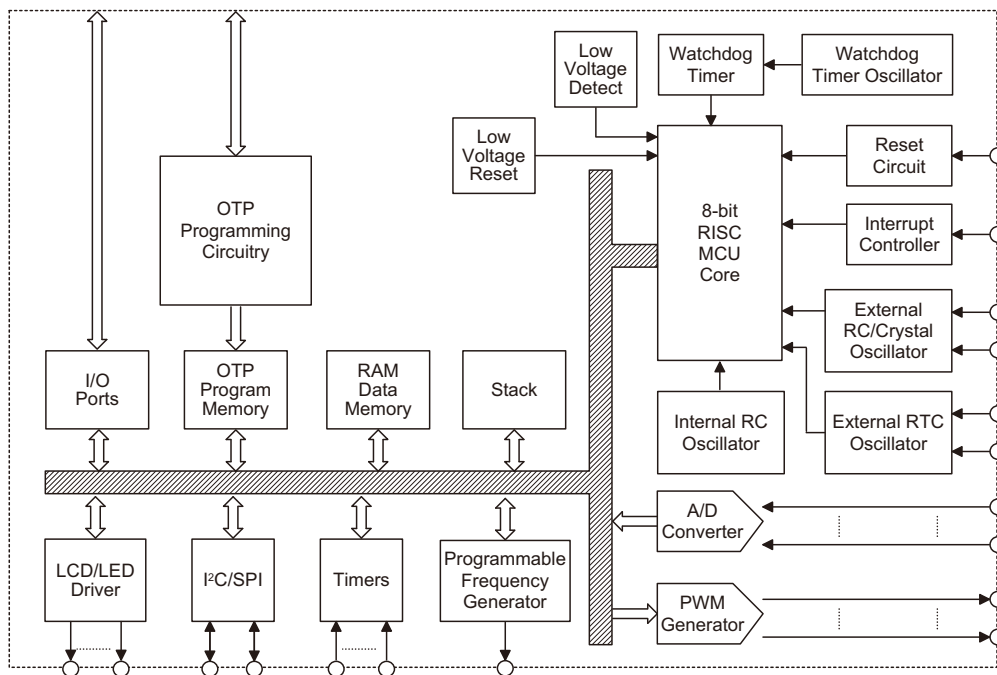 Low
Voltage
Detect
Watchdog
Timer
Watchdog
Timer Oscillator
Low
Voltage
Reset
Reset
Circuit
OTP
Programming
Circuitry
8-bit
RISC
MCU
Core
Interrupt
Controller
External
RC/Crystal
Oscillator
I/O
Ports
OTP
Program
Memory
RAM
Data
Memory
Stack
Internal RC
Oscillator
External RTC
Oscillator
A/D
Converter
LCD/LED
Driver
I²C/SPI
Timers
Programmable
Frequency
Generator
PWM
Generator